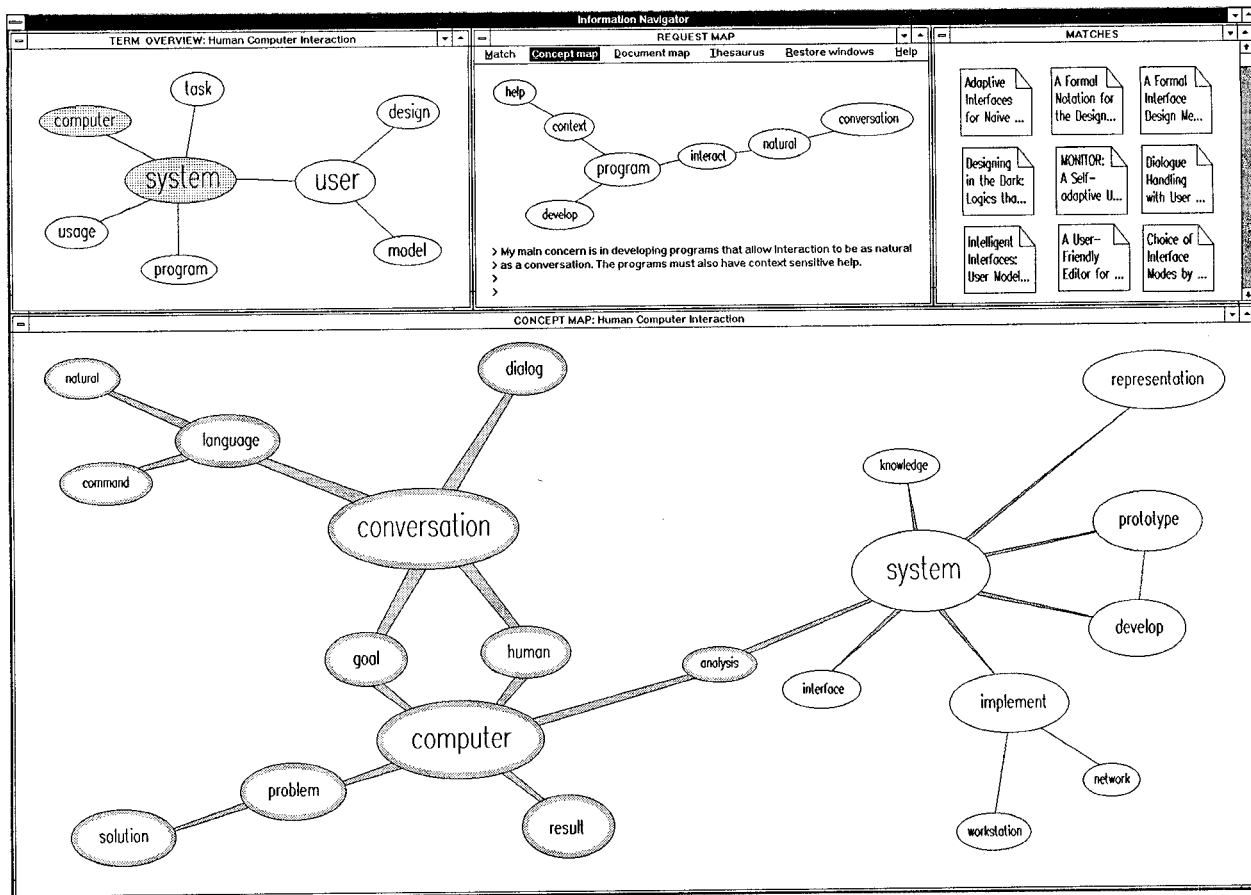 Information Navigator
TERM OVERVIEW: Human Computer Interaction
task
computer
design
system
user
usage
model
program
REQUEST MAP
Match Concept map Document map Thesaurus Restore windows Help
help
conversation
context
natural
interact
program
develop
> My main concern is in developing programs that allow interaction to be as natural
> as a conversation. The programs must also have context sensitive help.
>
>
MATCHES
Adaptive
Interfaces
for Naive ...
A Formal
Notation for
the Design...
A Formal
Interface
Design Me...
Designing
in the Dark:
Logics tha...
MONITOR:
A Self-
adaptive U...
Dialogue
Handling
with User ...
Intelligent
Interfaces:
User Model...
A User-
Friendly
Editor for ...
Choice of
Interface
Modes by ...
CONCEPT MAP: Human Computer Interaction
natural
dialog
representation
language
knowledge
command
conversation
prototype
system
develop
goal
human
analysis
interface
implement
computer
problem
network
result
solution
workstation